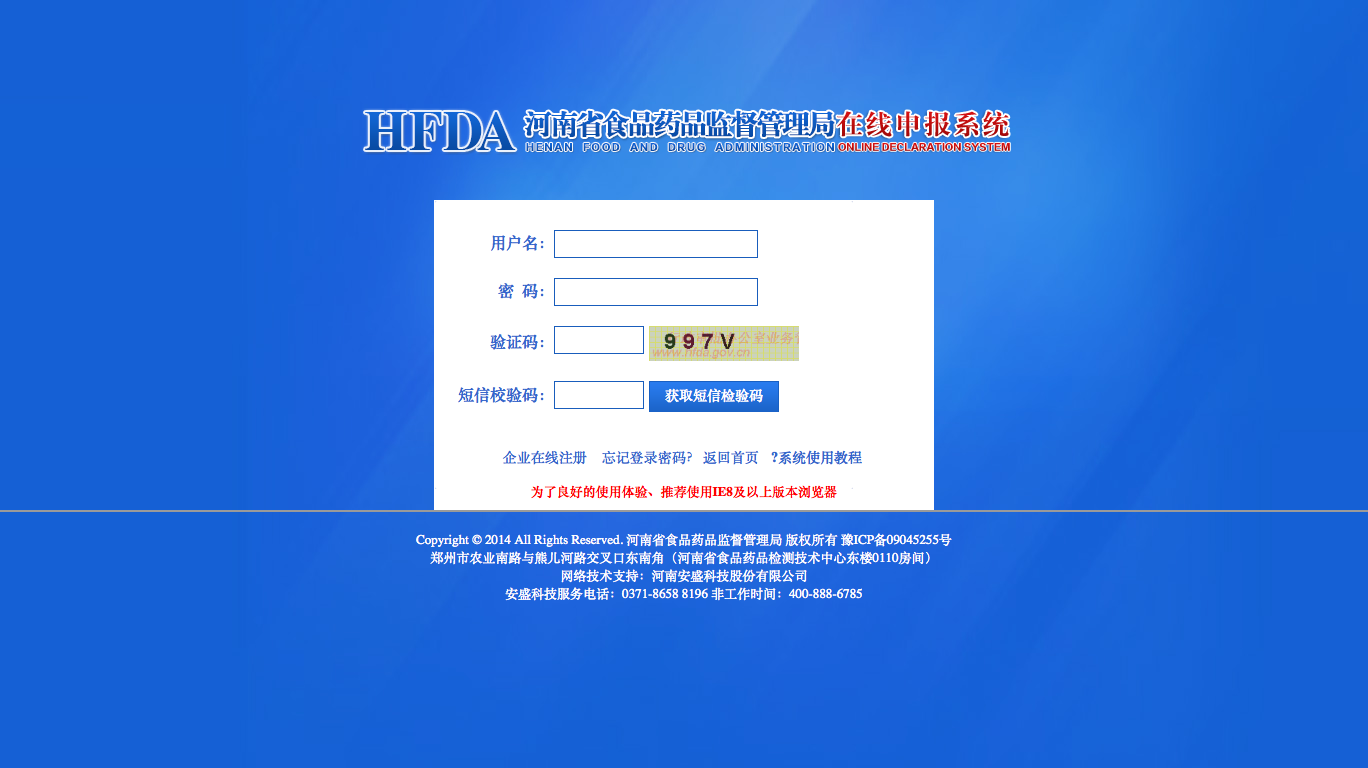 HFDA 河南省食品药品监督管理局在线申报系统
HENAN FOOD AND DRUG ADMINISTRATION ONLINE DECLARATION SYSTEM
用户名：
密 码：
验证码： 997V
www.hfda.gov.cn
短信校验码： 获取短信检验码
企业在线注册 忘记登录密码? 返回首页 ?系统使用教程
为了良好的使用体验、推荐使用IE8及以上版本浏览器
Copyright © 2014 All Rights Reserved. 河南省食品药品监督管理局 版权所有 豫ICP备09045255号
郑州市农业南路与熊儿河路交叉口东南角（河南省食品药品检测技术中心东楼0110房间）
网络技术支持：河南安盛科技股份有限公司
安盛科技服务电话：0371-8658 8196 非工作时间：400-888-6785